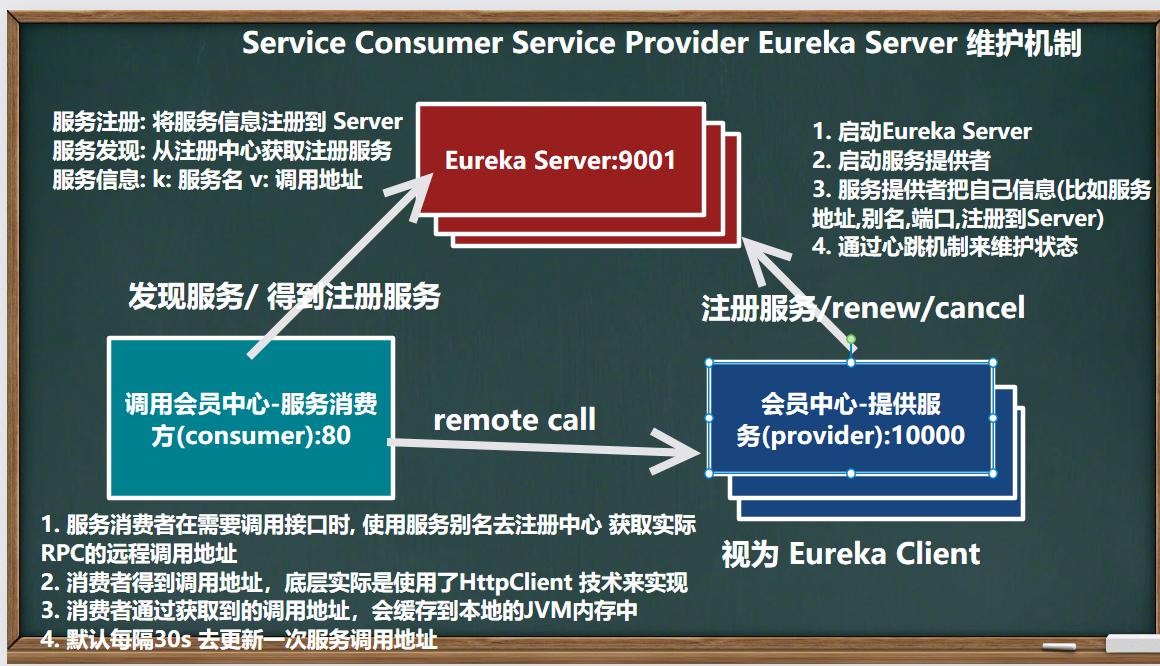 Service Consumer Service Provider Eureka Server 维护机制
服务注册: 将服务信息注册到 Server
服务发现: 从注册中心获取注册服务
服务信息: k: 服务名 v: 调用地址
Eureka Server:9001
1. 启动Eureka Server
2. 启动服务提供者
3. 服务提供者把自己信息(比如服务
地址,别名,端口,注册到Server)
4. 通过心跳机制来维护状态
发现服务/ 得到注册服务
注册服务/renew/cancel
调用会员中心-服务消费
方(consumer):80
remote call
会员中心-提供服
务(provider):10000
1. 服务消费者在需要调用接口时, 使用服务别名去注册中心 获取实际
RPC的远程调用地址
2. 消费者得到调用地址，底层实际是使用了HttpClient 技术来实现
3. 消费者通过获取到的调用地址，会缓存到本地的JVM内存中
4. 默认每隔30s 去更新一次服务调用地址
视为 Eureka Client